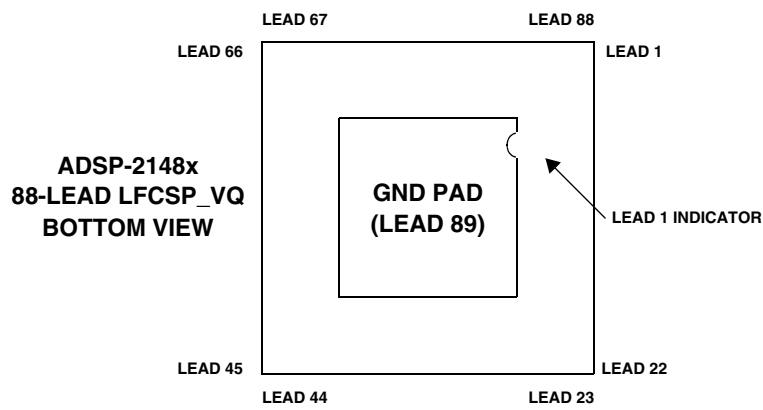 LEAD 67
LEAD 88
LEAD 66
LEAD 1
ADSP-2148x
88-LEAD LFCSP_VQ
BOTTOM VIEW
GND PAD
(LEAD 89)
LEAD 1 INDICATOR
LEAD 45
LEAD 22
LEAD 44
LEAD 23